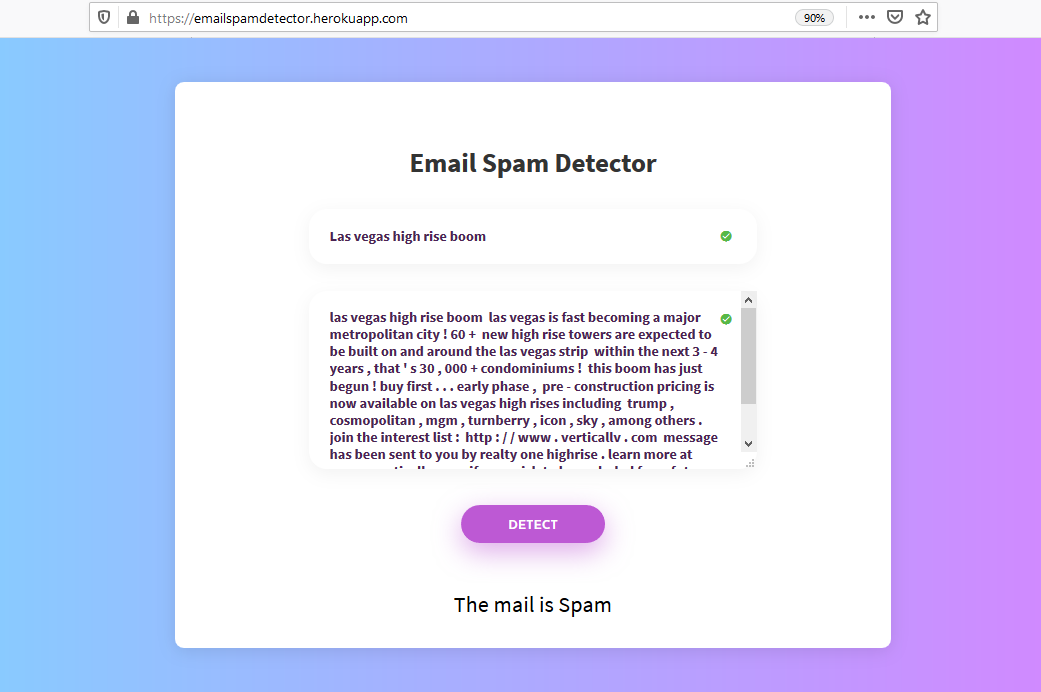 https://emailspamdetector.herokuapp.com
90%
Email Spam Detector
Las vegas high rise boom
las vegas high rise boom  las vegas is fast becoming a major
metropolitan city ! 60 +  new high rise towers are expected to
be built on and around the las vegas strip  within the next 3 - 4
years , that ' s 30 , 000 + condominiums !  this boom has just
begun ! buy first . . . early phase ,  pre - construction pricing is
now available on las vegas high rises including  trump ,
cosmopolitan , mgm , turnberry , icon , sky , among others .
join the interest list :  http : / / www . verticallv . com  message
has been sent to you by realty one highrise . learn more at
DETECT
The mail is Spam